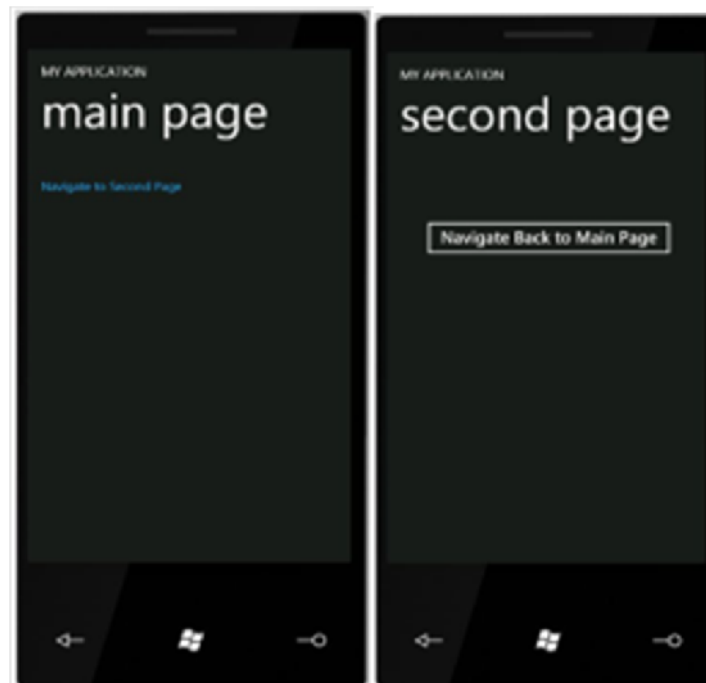 MY APPLICATION
main page
Navigate to Second Page
MY APPLICATION
second page
Navigate Back to Main Page